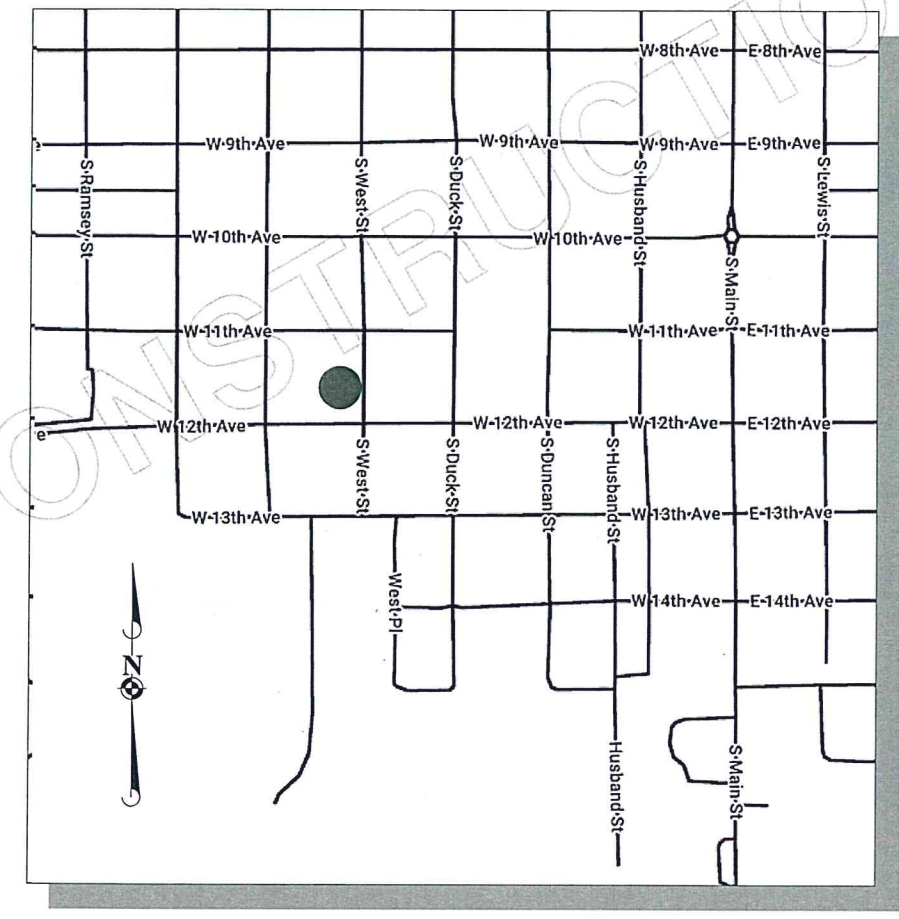 W 8th Ave E 8th Ave
e W 9th Ave W 9th Ave W 9th Ave E 9th Ave
S Ramsey St
S West St
S Duck St
S Husband St
S Lewis St
W 10th Ave W 10th Ave
S Main St
W 11th Ave W 11th Ave E 11th Ave
e W 12th Ave W 12th Ave W 12th Ave E 12th Ave
S West St
S Duck St
S Duncan St
S Husband St
W 13th Ave W 13th Ave E 13th Ave
West Pl
W 14th Ave E 14th Ave
N
Husband St
S Main St
ONSTRUCTIO